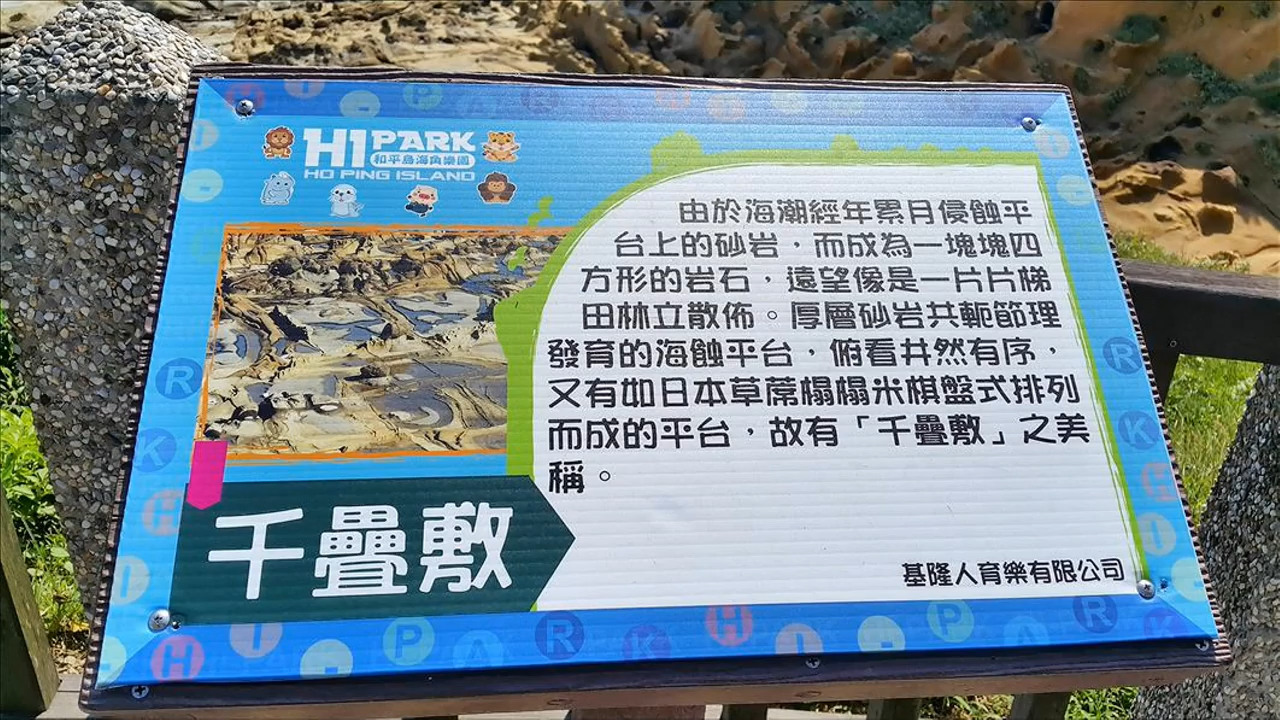 HI PARK
和平島海角樂園
HO PING ISLAND
由於海潮經年累月侵蝕平
台上的砂岩，而成為一塊塊四
方形的岩石，遠望像是一片片梯
田林立散佈。厚層砂岩共軛節理
發育的海蝕平台，俯看井然有序，
又有如日本草蓆榻榻米棋盤式排列
而成的平台，故有「千疊敷」之美
稱。
千疊敷
基隆人育樂有限公司
HI-PARK